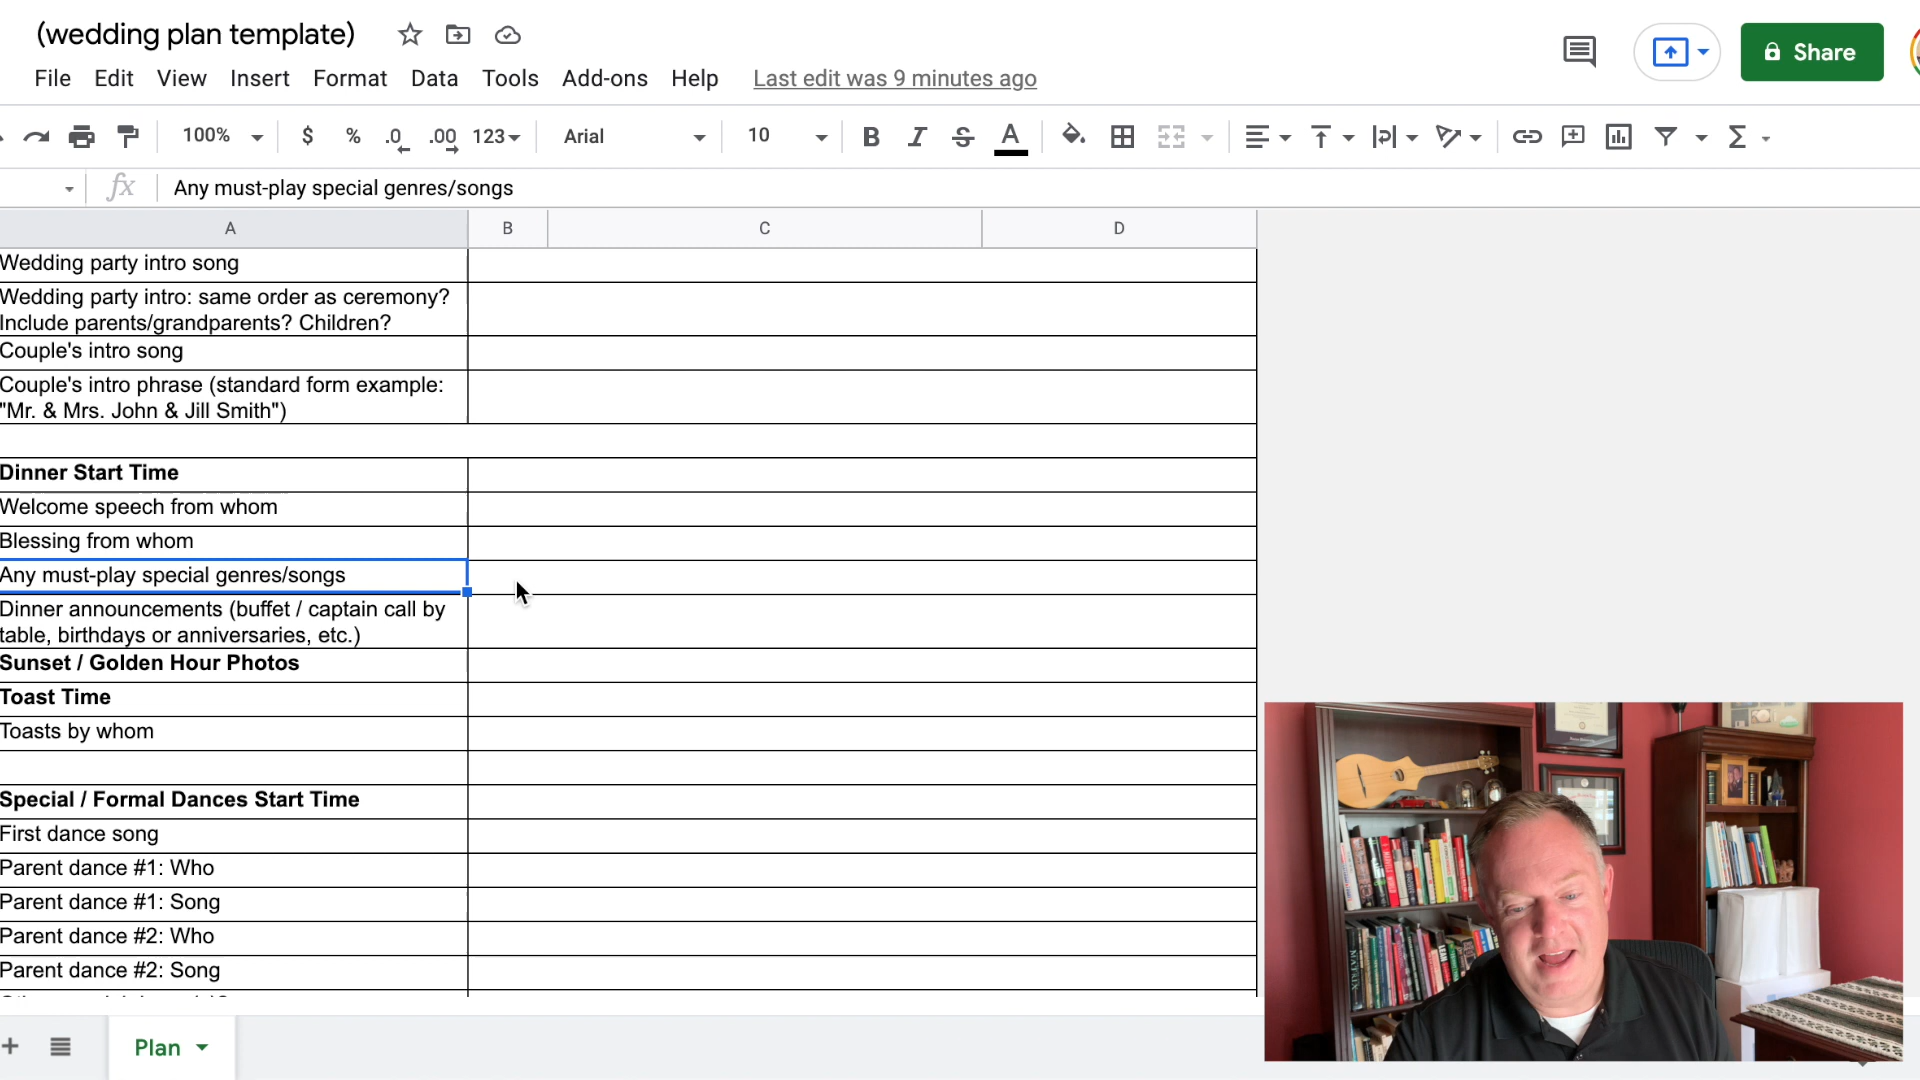 (wedding plan template)
File Edit View Insert Format Data Tools Add-ons Help Last edit was 9 minutes ago
Share
100% $ % .0 .00 123 Arial 10 B I S A Σ
fx Any must-play special genres/songs
A B C D
Wedding party intro song
Wedding party intro: same order as ceremony?
Include parents/grandparents? Children?
Couple's intro song
Couple's intro phrase (standard form example:
"Mr. & Mrs. John & Jill Smith")
Dinner Start Time
Welcome speech from whom
Blessing from whom
Any must-play special genres/songs
Dinner announcements (buffet / captain call by
table, birthdays or anniversaries, etc.)
Sunset / Golden Hour Photos
Toast Time
Toasts by whom
Special / Formal Dances Start Time
First dance song
Parent dance #1: Who
Parent dance #1: Song
Parent dance #2: Who
Parent dance #2: Song
Plan
MATRIX